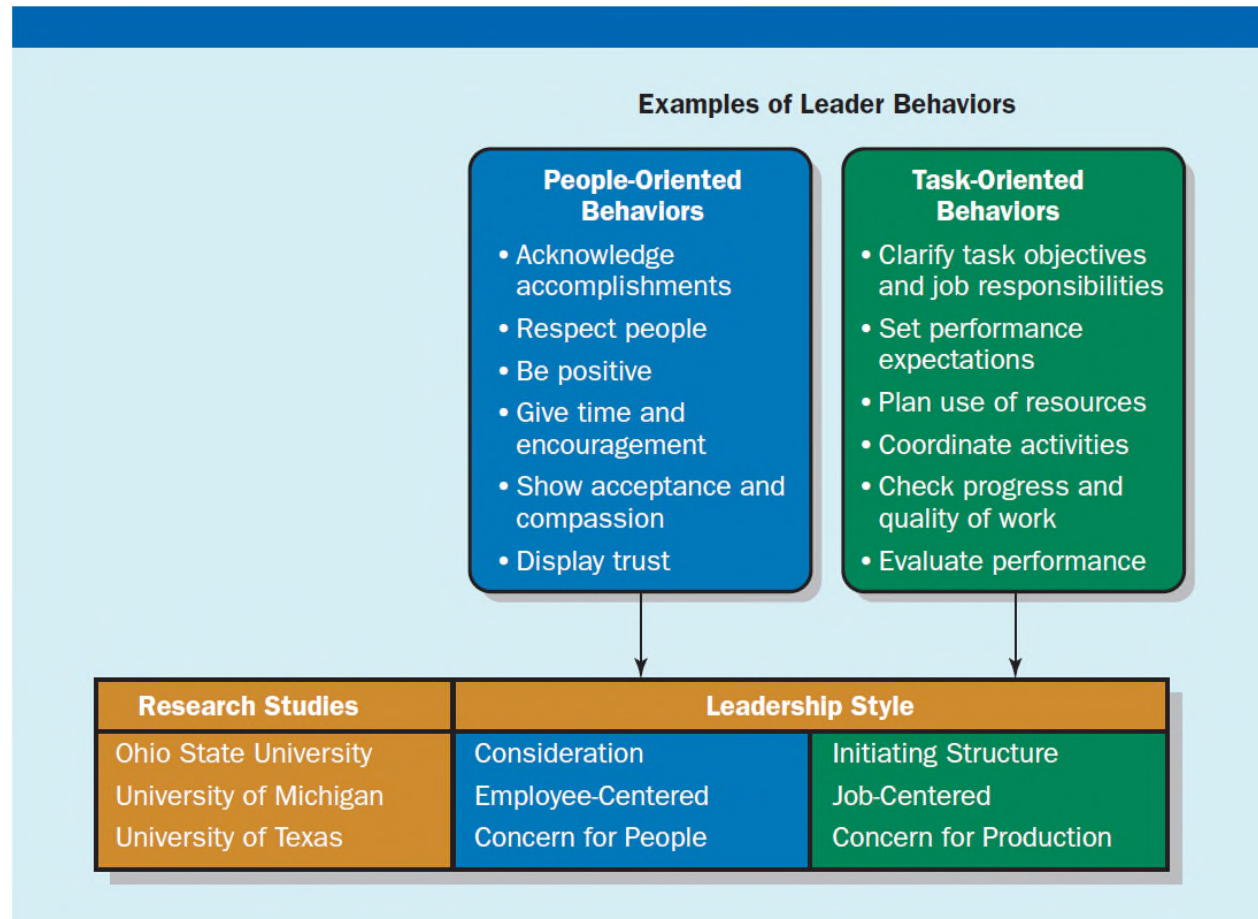 Examples of Leader Behaviors
People-Oriented
Behaviors
• Acknowledge
accomplishments
• Respect people
• Be positive
• Give time and
encouragement
• Show acceptance and
compassion
• Display trust
Task-Oriented
Behaviors
• Clarify task objectives
and job responsibilities
• Set performance
expectations
• Plan use of resources
• Coordinate activities
• Check progress and
quality of work
• Evaluate performance
Research Studies
Leadership Style
Ohio State University
Consideration
Initiating Structure
University of Michigan
Employee-Centered
Job-Centered
University of Texas
Concern for People
Concern for Production